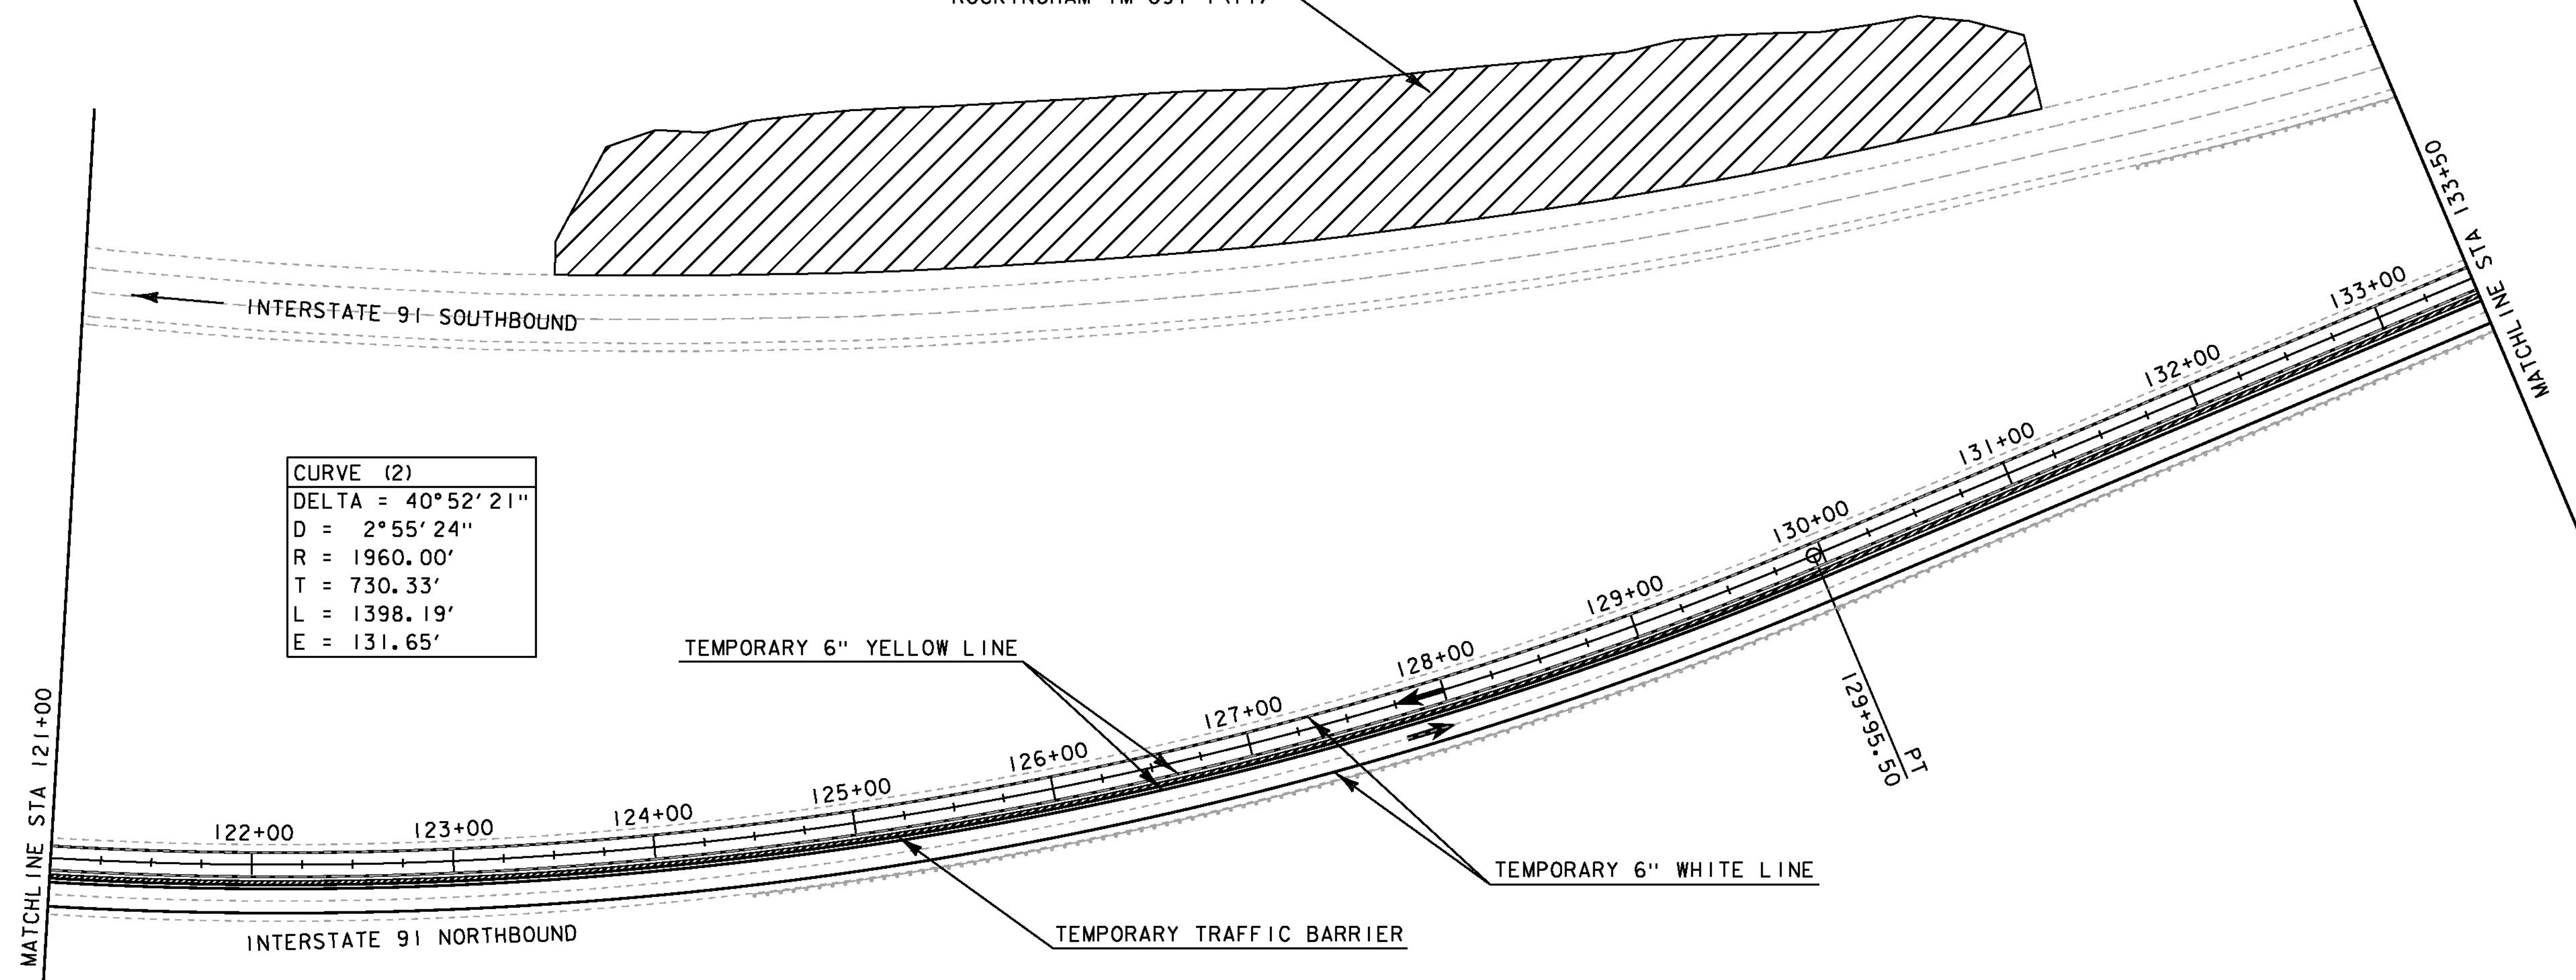 MATCHLINE STA 133+50
INTERSTATE 91 SOUTHBOUND
133+00
132+00
131+00
130+00
129+00
128+00
127+00
126+00
125+00
124+00
123+00
122+00
CURVE (2)
DELTA = 40°52'21"
D = 2°55'24"
R = 1960.00'
T = 730.33'
L = 1398.19'
E = 131.65'
TEMPORARY 6" YELLOW LINE
PT
129+95.50
MATCHLINE STA 121+00
TEMPORARY 6" WHITE LINE
TEMPORARY TRAFFIC BARRIER
INTERSTATE 91 NORTHBOUND